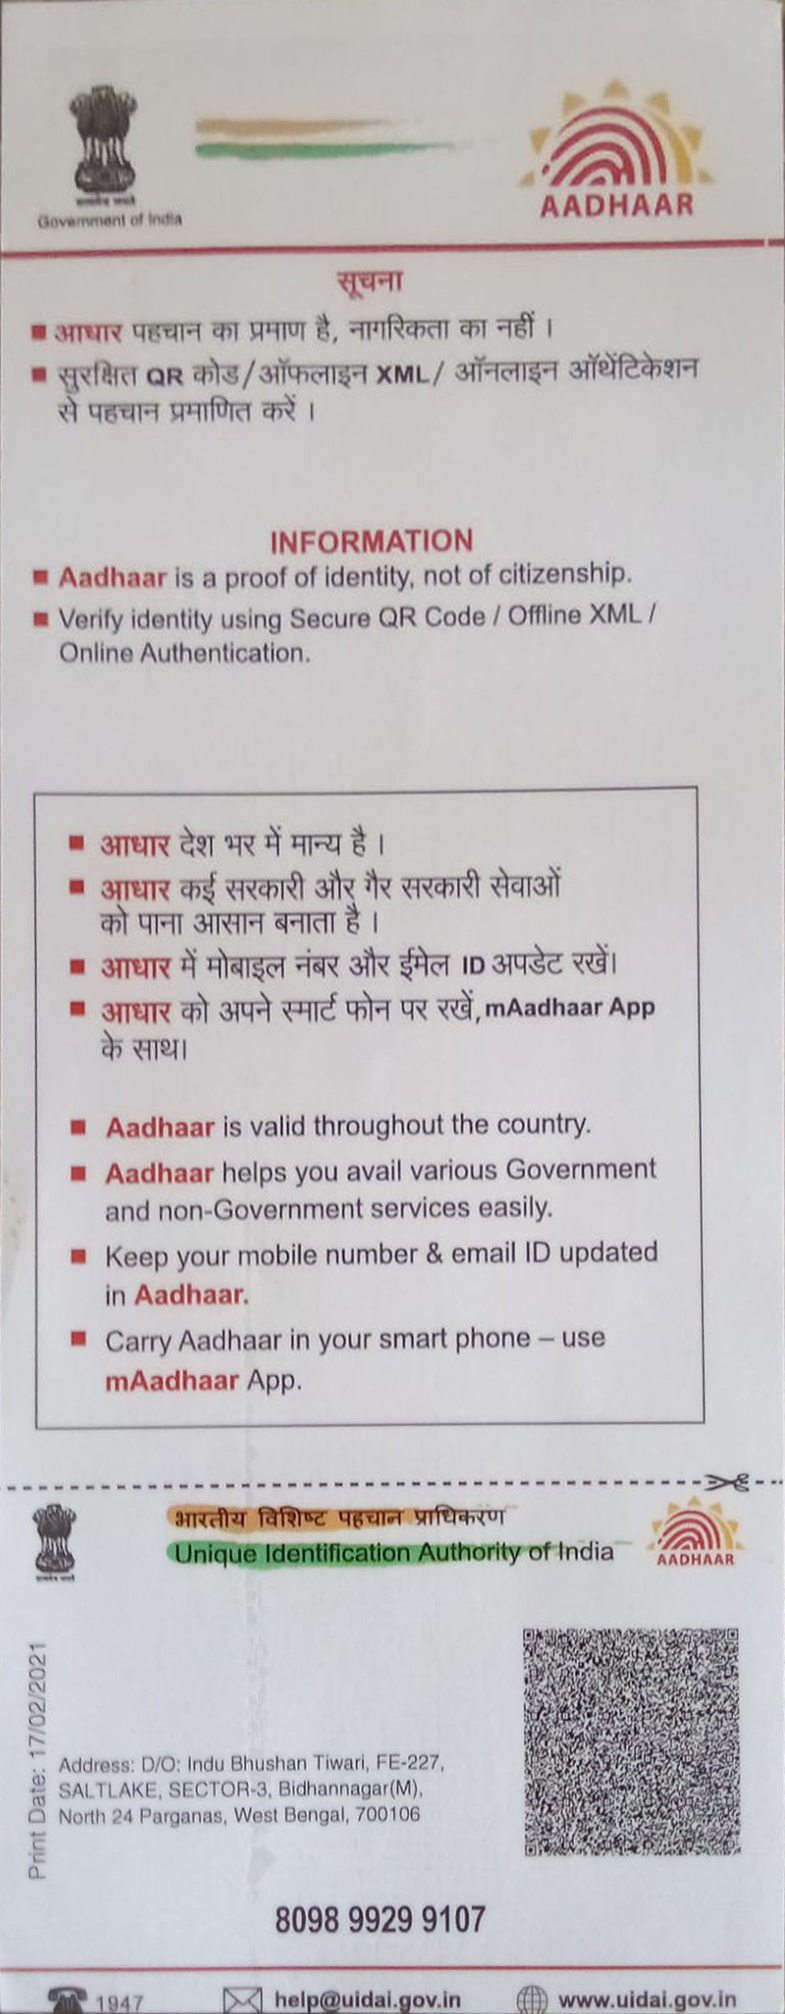 Government of India
AADHAAR
सूचना
आधार पहचान का प्रमाण है, नागरिकता का नहीं ।
सुरक्षित QR कोड/ऑफलाइन XML/ ऑनलाइन ऑथेंटिकेशन
से पहचान प्रमाणित करें ।
INFORMATION
Aadhaar is a proof of identity, not of citizenship.
Verify identity using Secure QR Code / Offline XML /
Online Authentication.
आधार देश भर में मान्य है ।
आधार कई सरकारी और गैर सरकारी सेवाओं
को पाना आसान बनाता है ।
आधार में मोबाइल नंबर और ईमेल ID अपडेट रखें।
आधार को अपने स्मार्ट फोन पर रखें, mAadhaar App
के साथ।
Aadhaar is valid throughout the country.
Aadhaar helps you avail various Government
and non-Government services easily.
Keep your mobile number & email ID updated
in Aadhaar.
Carry Aadhaar in your smart phone – use
mAadhaar App.
भारतीय विशिष्ट पहचान प्राधिकरण
Unique Identification Authority of India
AADHAAR
Print Date: 17/02/2021
Address: D/O: Indu Bhushan Tiwari, FE-227,
SALTLAKE, SECTOR-3, Bidhannagar(M),
North 24 Parganas, West Bengal, 700106
8098 9929 9107
1947
help@uidai.gov.in
www.uidai.gov.in